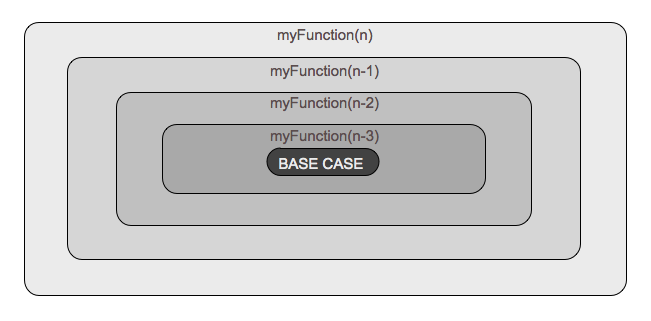 myFunction(n)
myFunction(n-1)
myFunction(n-2)
myFunction(n-3)
BASE CASE